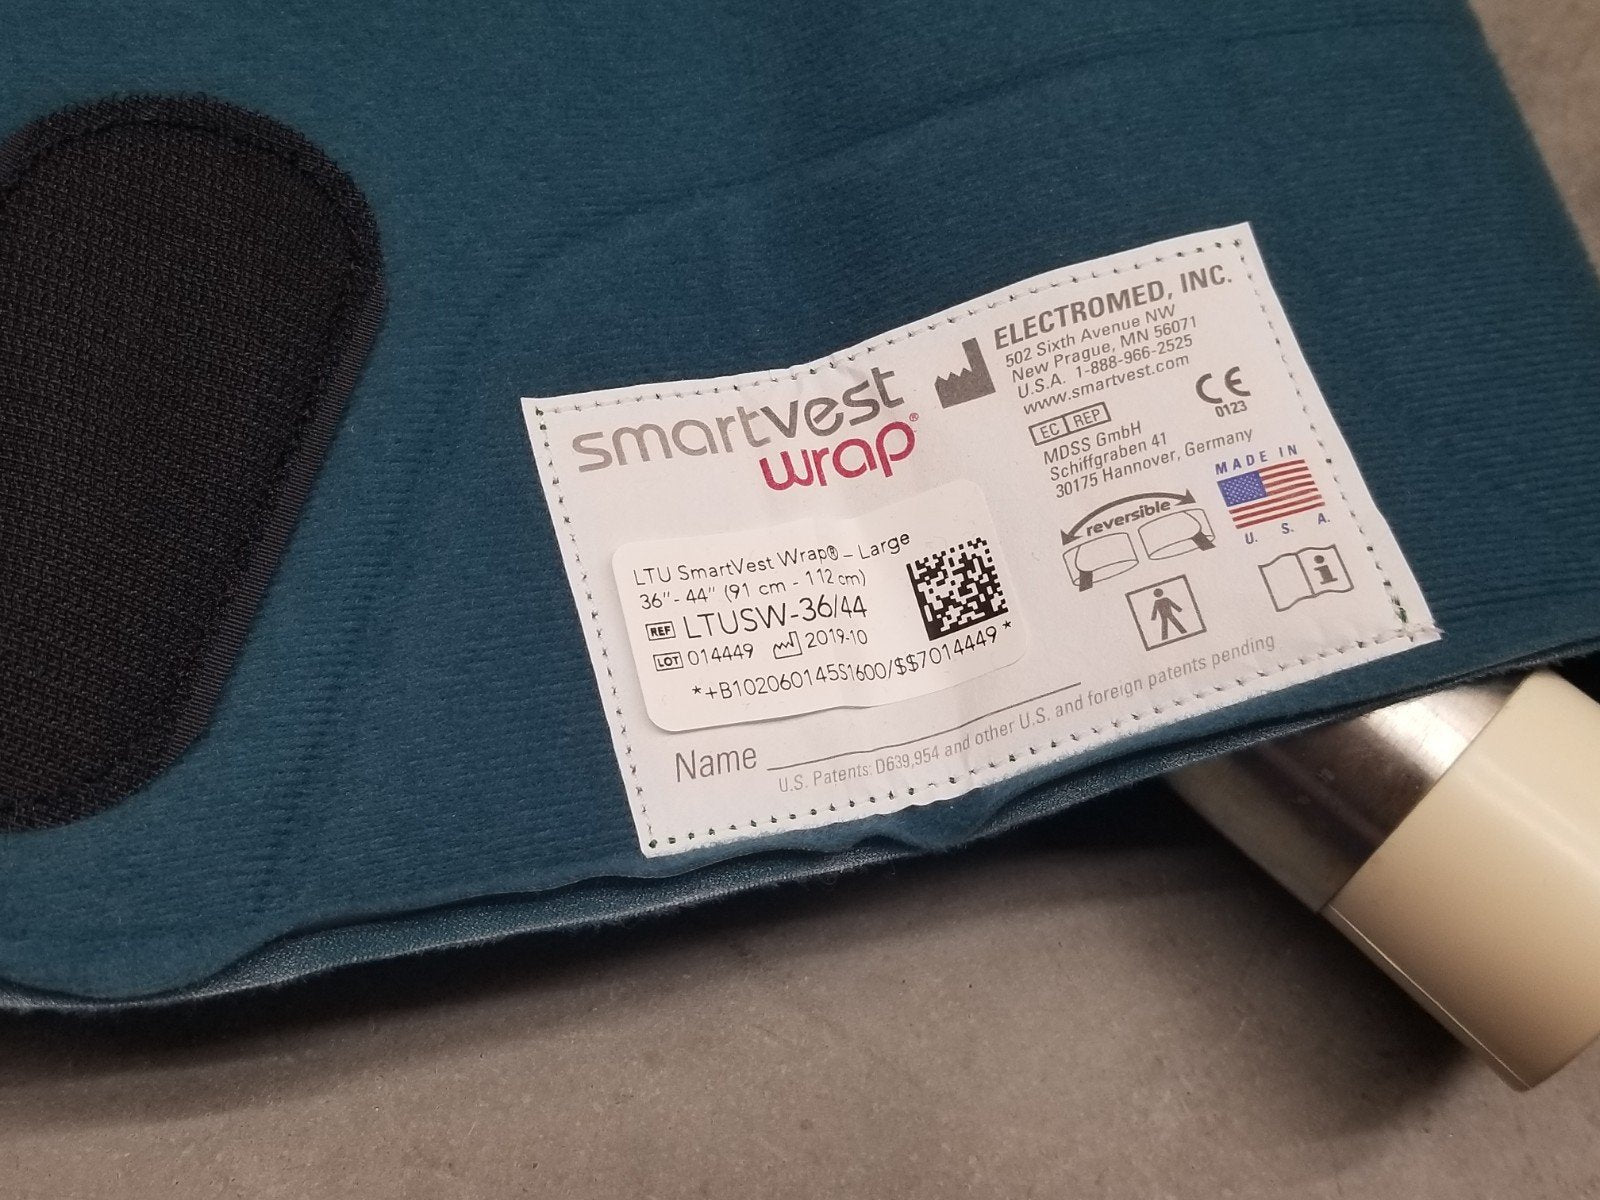 smartvest
wrap®
ELECTROMED, INC.
502 Sixth Avenue NW
New Prague, MN 56071
U.S.A. 1-888-966-2525
www.smartvest.com
EC REP
MDSS GmbH
Schiffgraben 41
30175 Hannover, Germany
CE
0123
MADE IN
U. S. A.
reversible
i
LTU SmartVest Wrap® – Large
36"- 44" (91 cm - 112 cm)
REF LTUSW-36/44
LOT 014449 2019-10
*+B102060145S1600/$$7014449*
Name
U.S. Patents: D639,954 and other U.S. and foreign patents pending